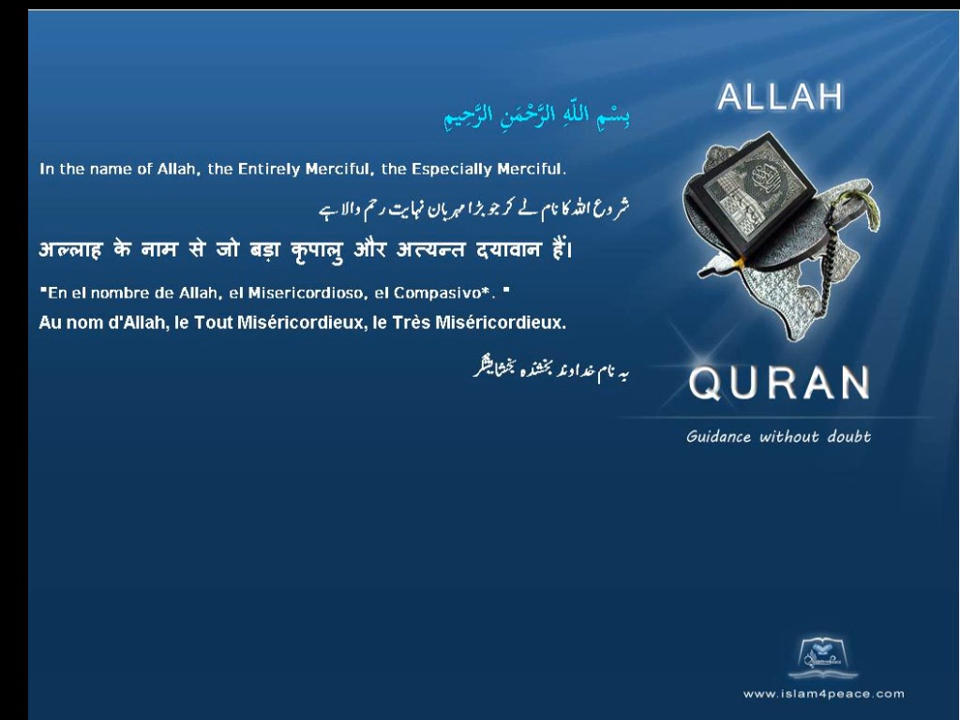 بِسْمِ اللَّهِ الرَّحْمَنِ الرَّحِيمِ
In the name of Allah, the Entirely Merciful, the Especially Merciful.
شروع اللہ کا نام لے کر جو بڑا مہربان نہایت رحم والا ہے
अल्लाह के नाम से जो बड़ा कृपालु और अत्यन्त दयावान हैं।
"En el nombre de Allah, el Misericordioso, el Compasivo*. "
Au nom d'Allah, le Tout Miséricordieux, le Très Miséricordieux.
به نام خداوند بخشنده بخشایشگر
ALLAH
QURAN
Guidance without doubt
www.islam4peace.com